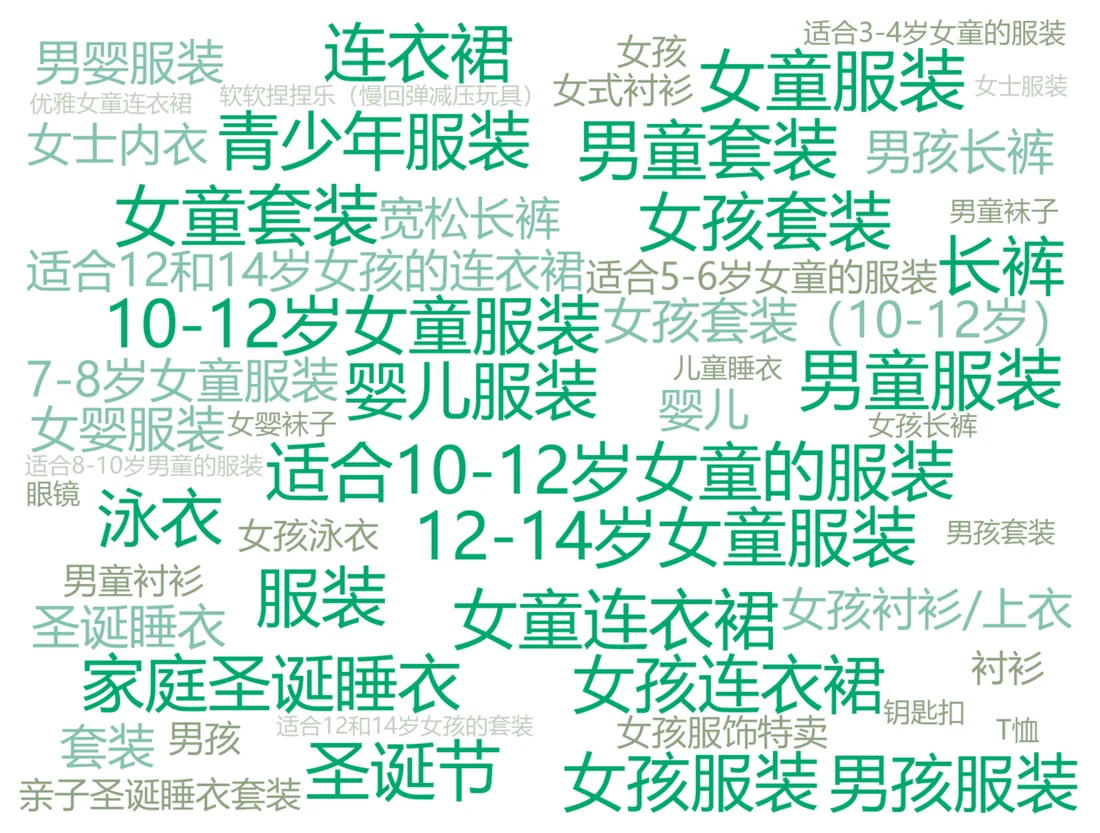 男婴服装
连衣裙
女孩
适合3-4岁女童的服装
优雅女童连衣裙
软软捏捏乐（慢回弹减压玩具）
女式衬衫
女童服装
女士服装
女士内衣
青少年服装
男童套装
男孩长裤
女童套装
宽松长裤
女孩套装
男童袜子
适合12和14岁女孩的连衣裙
适合5-6岁女童的服装
长裤
10-12岁女童服装
女孩套装（10-12岁）
7-8岁女童服装
婴儿服装
儿童睡衣
男童服装
女婴服装
女婴袜子
婴儿
女孩长裤
适合8-10岁男童的服装
适合10-12岁女童的服装
眼镜
泳衣
女孩泳衣
12-14岁女童服装
男孩套装
男童衬衫
服装
圣诞睡衣
女童连衣裙
女孩衬衫/上衣
家庭圣诞睡衣
女孩连衣裙
衬衫
钥匙扣
套装
男孩
适合12和14岁女孩的套装
女孩服饰特卖
T恤
亲子圣诞睡衣套装
圣诞节
女孩服装
男孩服装